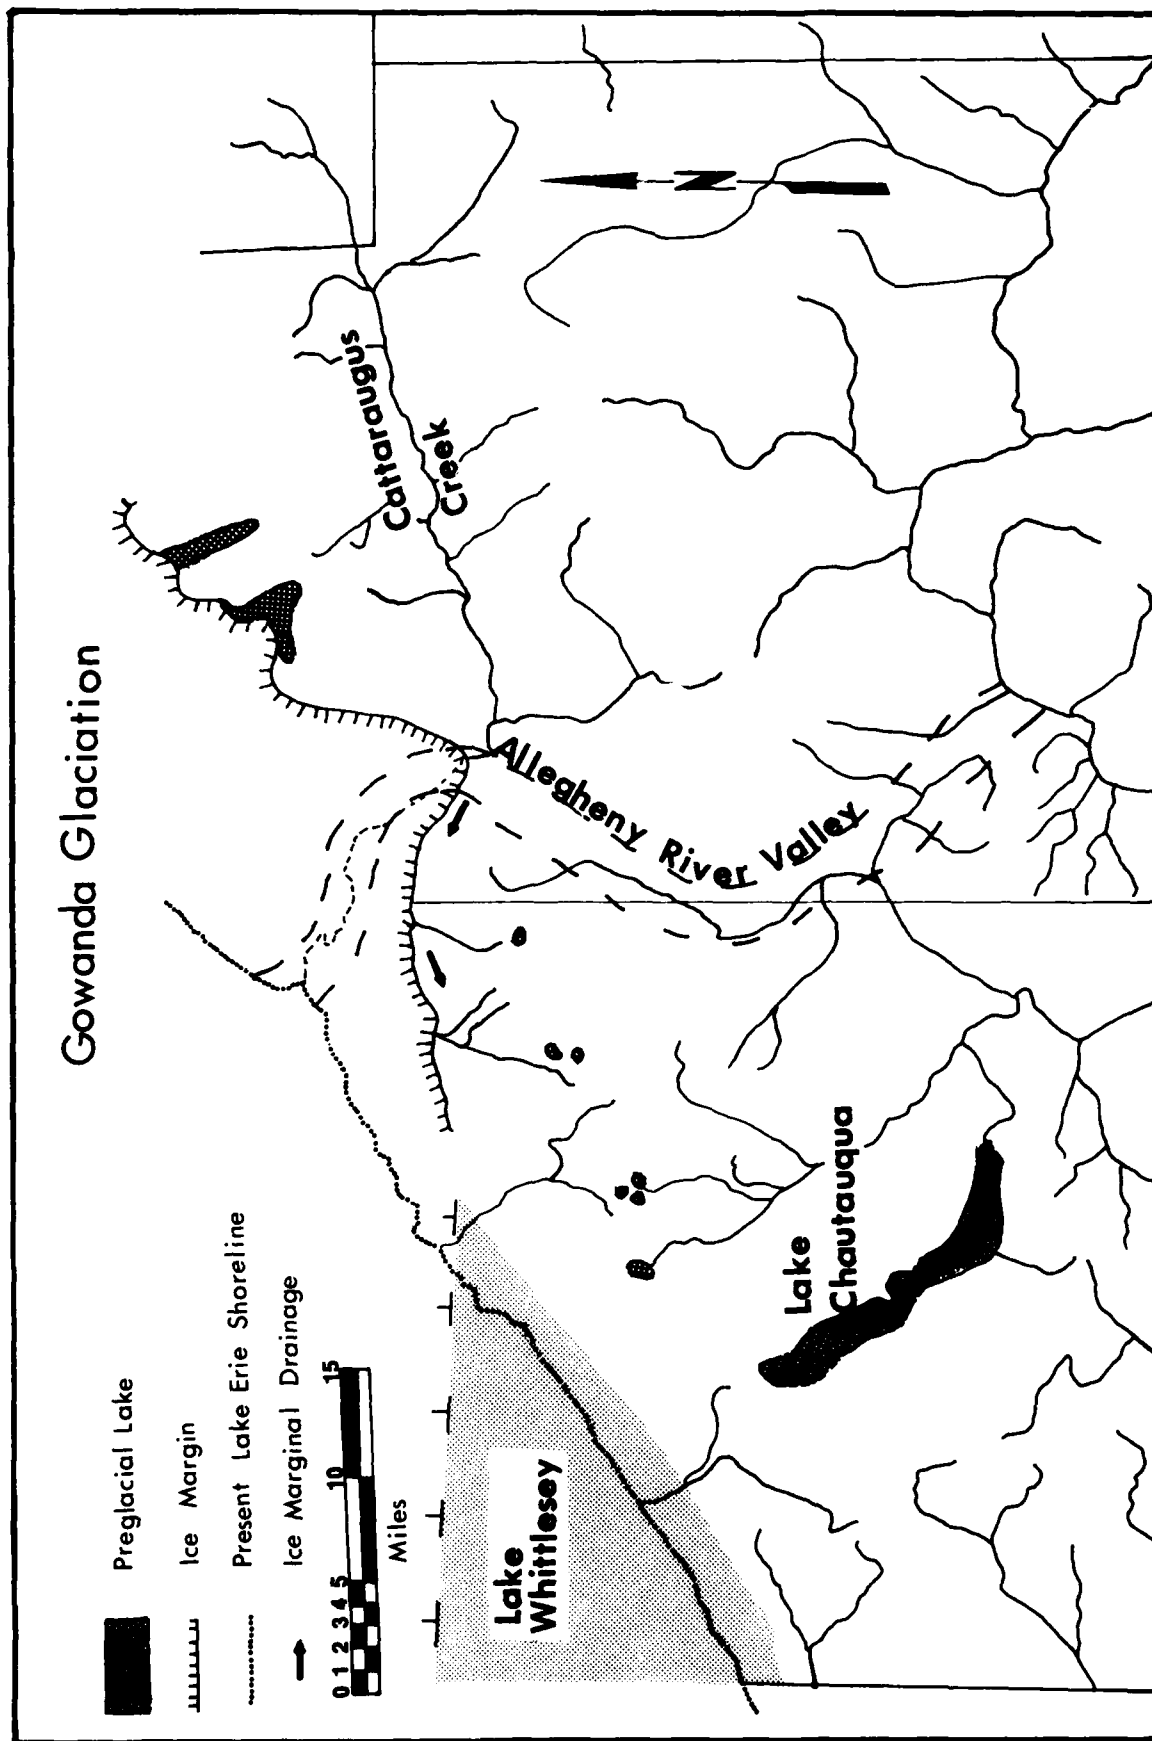 Gowanda Glaciation
Preglacial Lake
Ice Margin
Present Lake Erie Shoreline
Ice Marginal Drainage
0 1 2 3 4 5 10 15
Miles
N
Cattaraugus
Creek
Allegheny River Valley
Lake
Whittlesey
Lake
Chautauqua